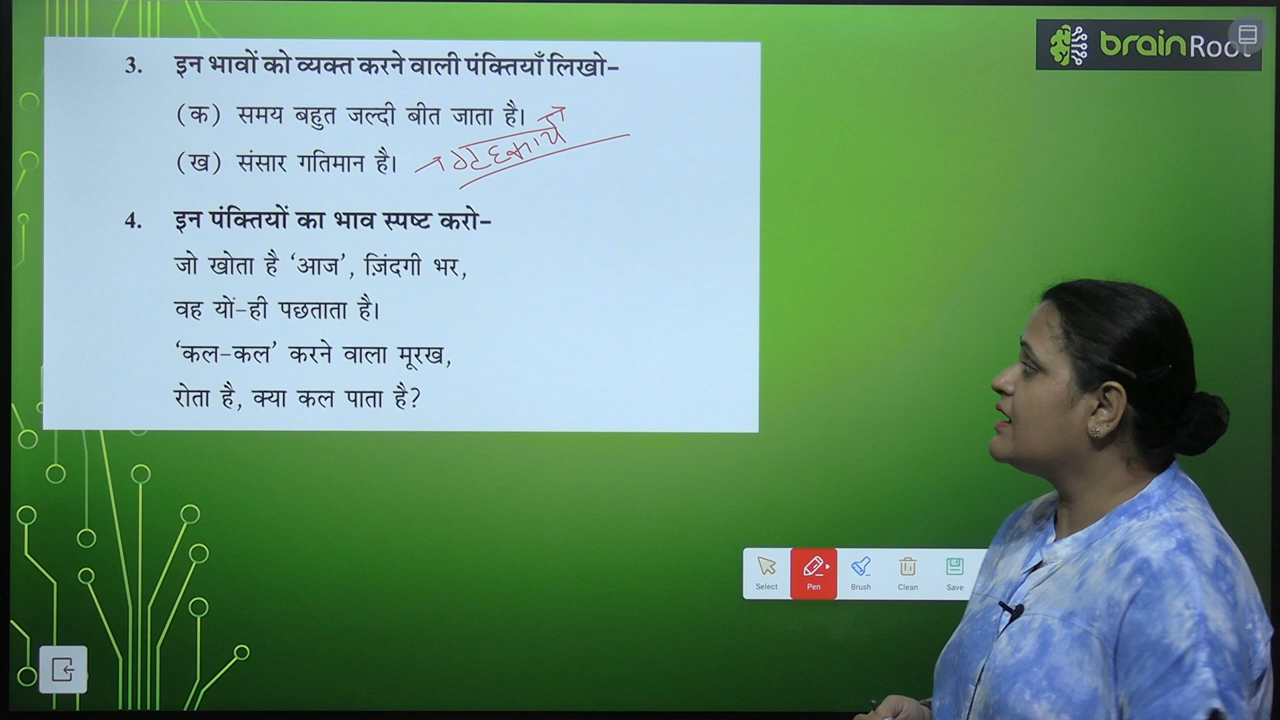 brainRoot
3. इन भावों को व्यक्त करने वाली पंक्तियाँ लिखो-
(क) समय बहुत जल्दी बीत जाता है।
(ख) संसार गतिमान है।
4. इन पंक्तियों का भाव स्पष्ट करो-
जो खोता है ‘आज’, ज़िंदगी भर,
वह यों-ही पछताता है।
‘कल-कल’ करने वाला मूरख,
रोता है, क्या कल पाता है?
Select Pen Brush Clean Save